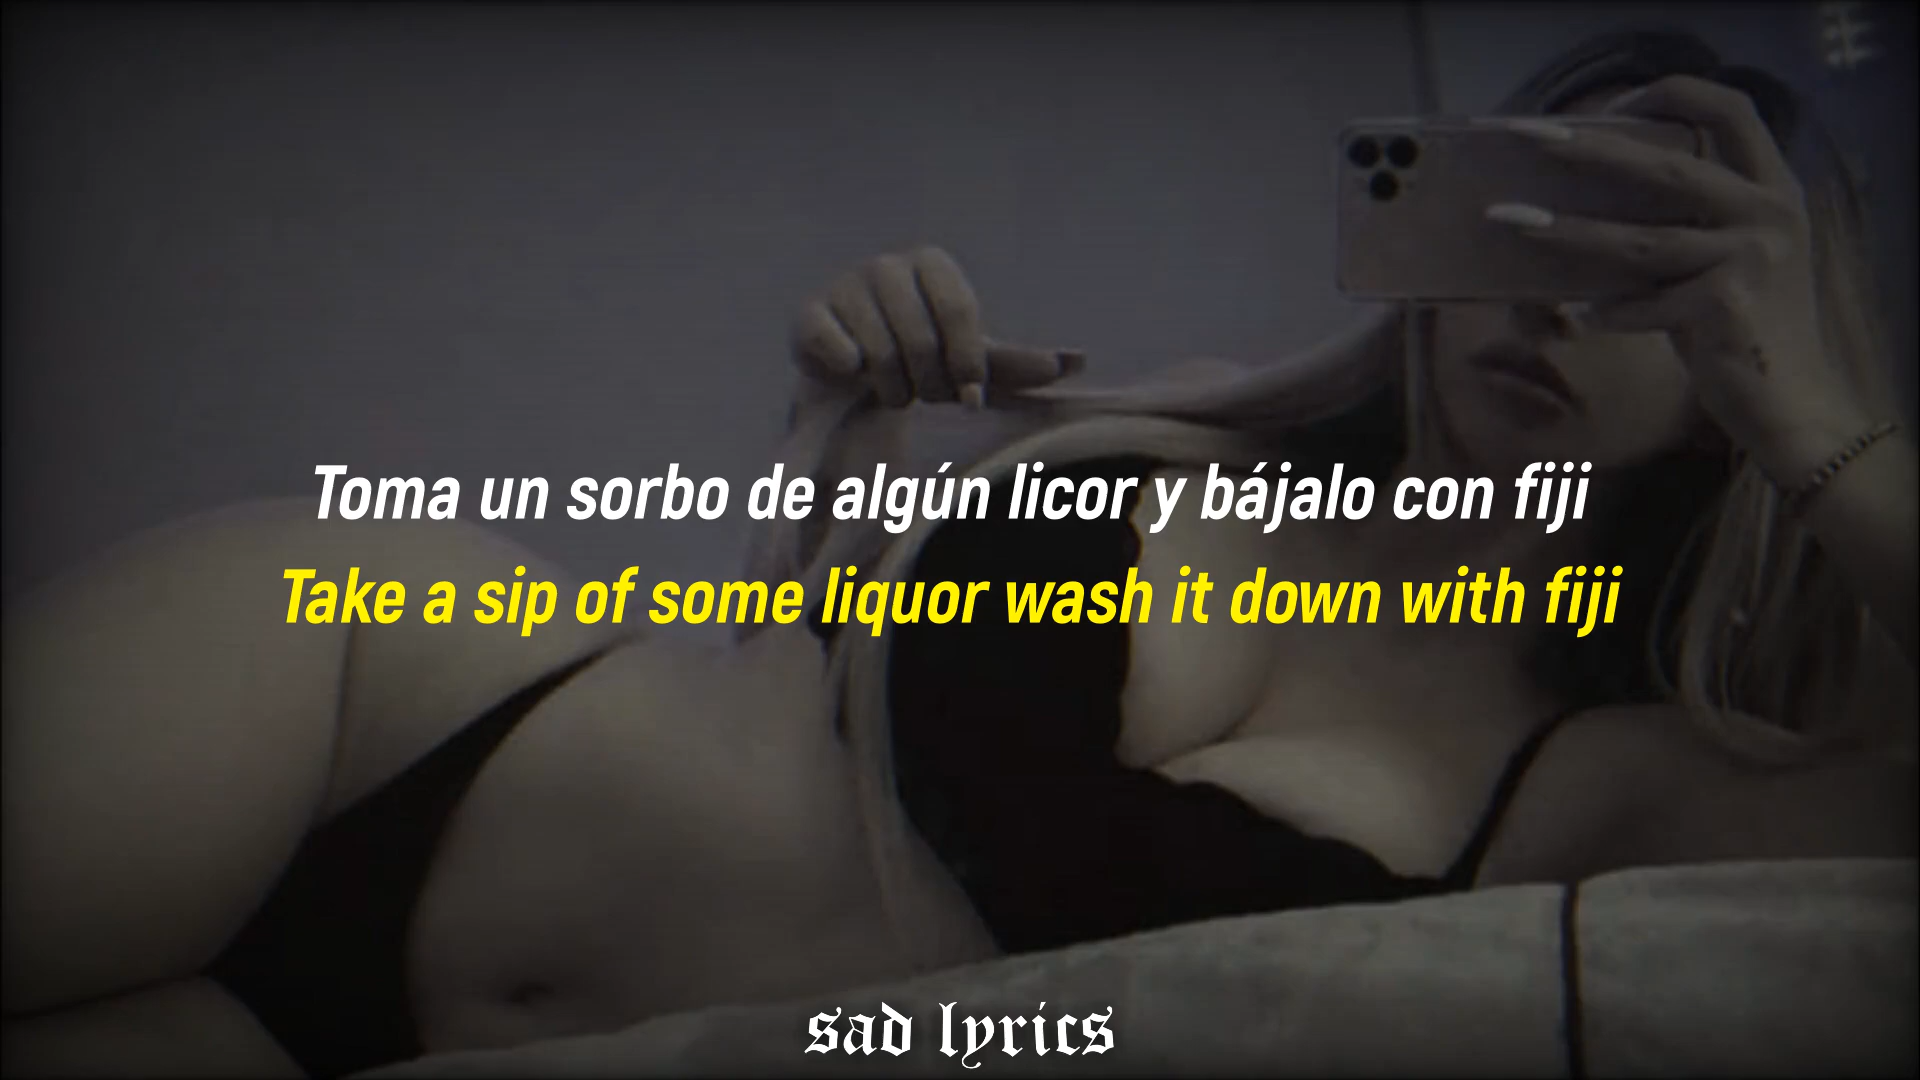 Toma un sorbo de algún licor y bájalo con fiji
Take a sip of some liquor wash it down with fiji
sad lyrics